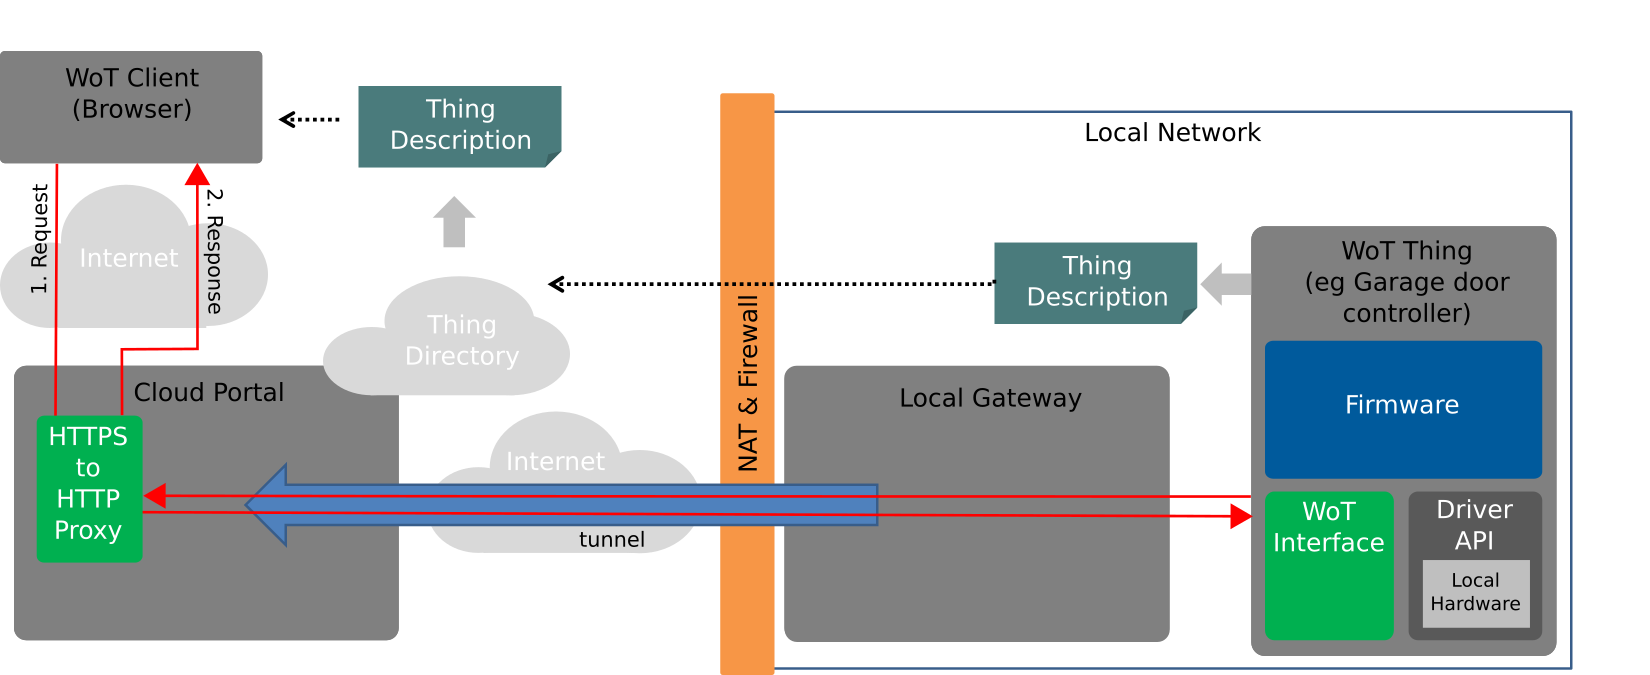 WoT Client
(Browser)
Thing
Description
Local Network
1. Request
2. Response
Internet
Thing
Description
WoT Thing
(eg Garage door
controller)
Thing
Directory
NAT & Firewall
Cloud Portal
Local Gateway
Firmware
HTTPS
to
HTTP
Proxy
Internet
tunnel
WoT
Interface
Driver
API
Local
Hardware